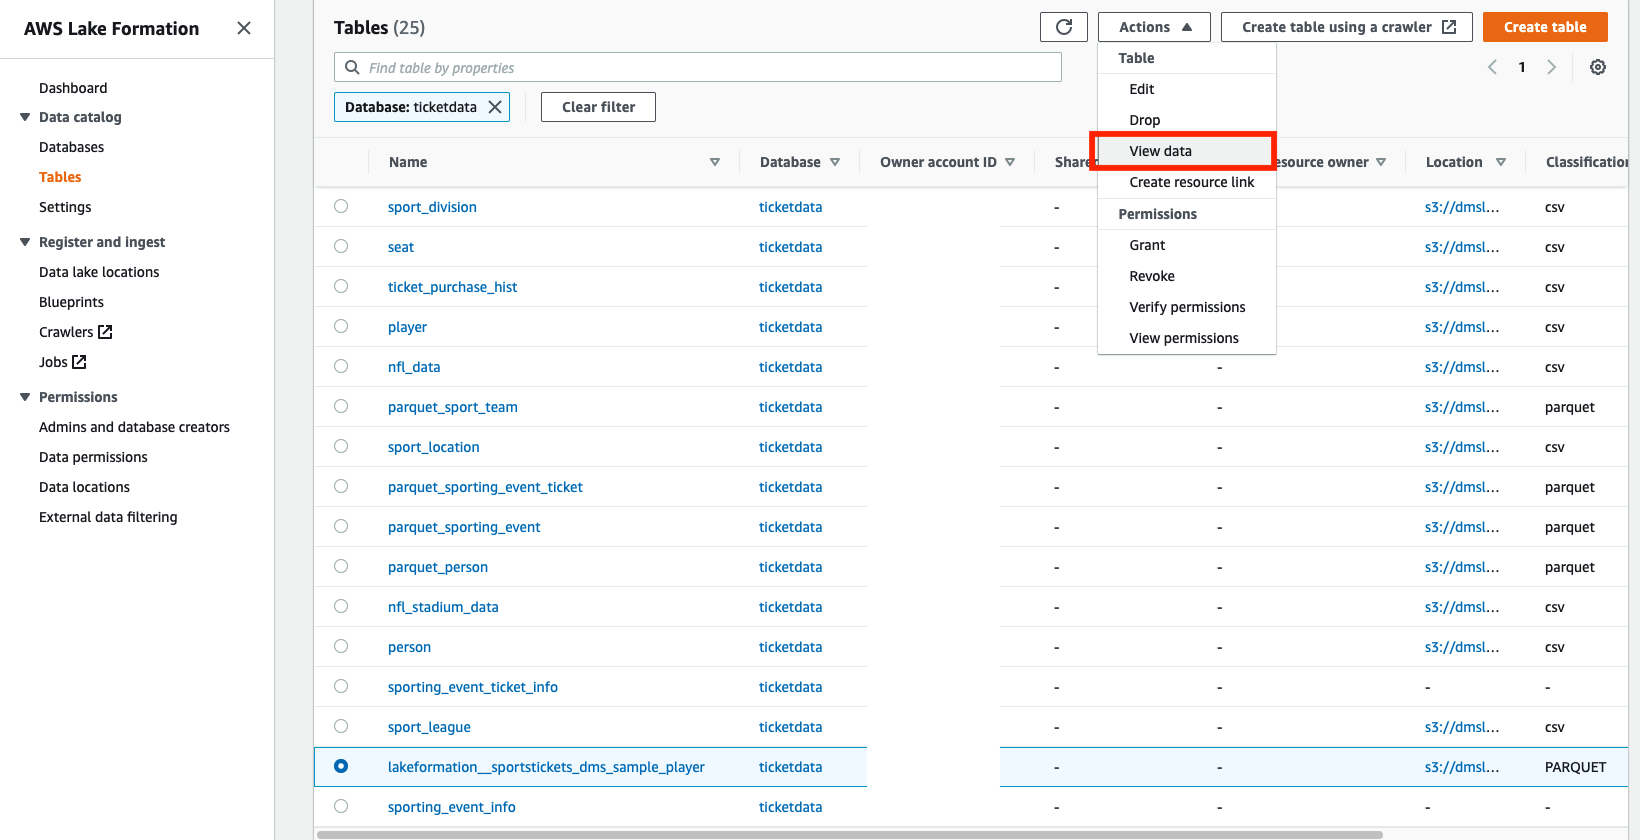 AWS Lake Formation
Dashboard
Data catalog
Databases
Tables
Settings
Register and ingest
Data lake locations
Blueprints
Crawlers
Jobs
Permissions
Admins and database creators
Data permissions
Data locations
External data filtering
Tables (25)
Actions
Create table using a crawler
Create table
Find table by properties
1
Database: ticketdata
Clear filter
Table
Edit
Drop
View data
Create resource link
Permissions
Grant
Revoke
Verify permissions
View permissions
Name Database Owner account ID Share esource owner Location Classification
sport_division ticketdata - s3://dmsl... csv
seat ticketdata - s3://dmsl... csv
ticket_purchase_hist ticketdata - s3://dmsl... csv
player ticketdata - s3://dmsl... csv
nfl_data ticketdata - - s3://dmsl... csv
parquet_sport_team ticketdata - - s3://dmsl... parquet
sport_location ticketdata - - s3://dmsl... csv
parquet_sporting_event_ticket ticketdata - - s3://dmsl... parquet
parquet_sporting_event ticketdata - - s3://dmsl... parquet
parquet_person ticketdata - - s3://dmsl... parquet
nfl_stadium_data ticketdata - - s3://dmsl... csv
person ticketdata - - s3://dmsl... csv
sporting_event_ticket_info ticketdata - - - -
sport_league ticketdata - - s3://dmsl... csv
lakeformation__sportstickets_dms_sample_player ticketdata - - s3://dmsl... PARQUET
sporting_event_info ticketdata - - - -